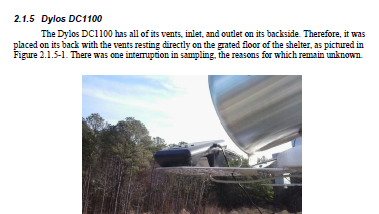 2.1.5 Dylos DC1100
The Dylos DC1100 has all of its vents, inlet, and outlet on its backside. Therefore, it was
placed on its back with the vents resting directly on the grated floor of the shelter, as pictured in
Figure 2.1.5-1. There was one interruption in sampling, the reasons for which remain unknown.